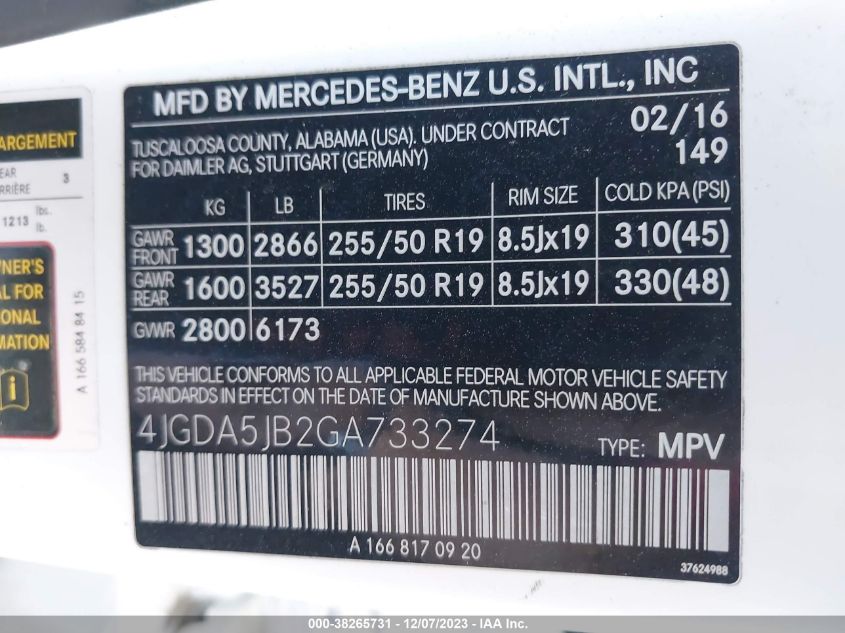 ARGEMENT
EAR
RRIÈRE 3
1213 lbs.
lb.
WNER'S
AL FOR
ONAL
MATION
A 166 584 84 15
MFD BY MERCEDES-BENZ U.S. INTL., INC
TUSCALOOSA COUNTY, ALABAMA (USA). UNDER CONTRACT
FOR DAIMLER AG, STUTTGART (GERMANY)
02/16
149
KG LB TIRES RIM SIZE COLD KPA (PSI)
GAWR FRONT 1300 2866 255/50 R19 8.5Jx19 310(45)
GAWR REAR 1600 3527 255/50 R19 8.5Jx19 330(48)
GVWR 2800 6173
THIS VEHICLE CONFORMS TO ALL APPLICABLE FEDERAL MOTOR VEHICLE SAFETY
STANDARDS IN EFFECT ON THE DATE OF MANUFACTURE SHOWN ABOVE.
4JGDA5JB2GA733274 TYPE: MPV
A 166 817 09 20
37624988
000-38265731 - 12/07/2023 - IAA Inc.